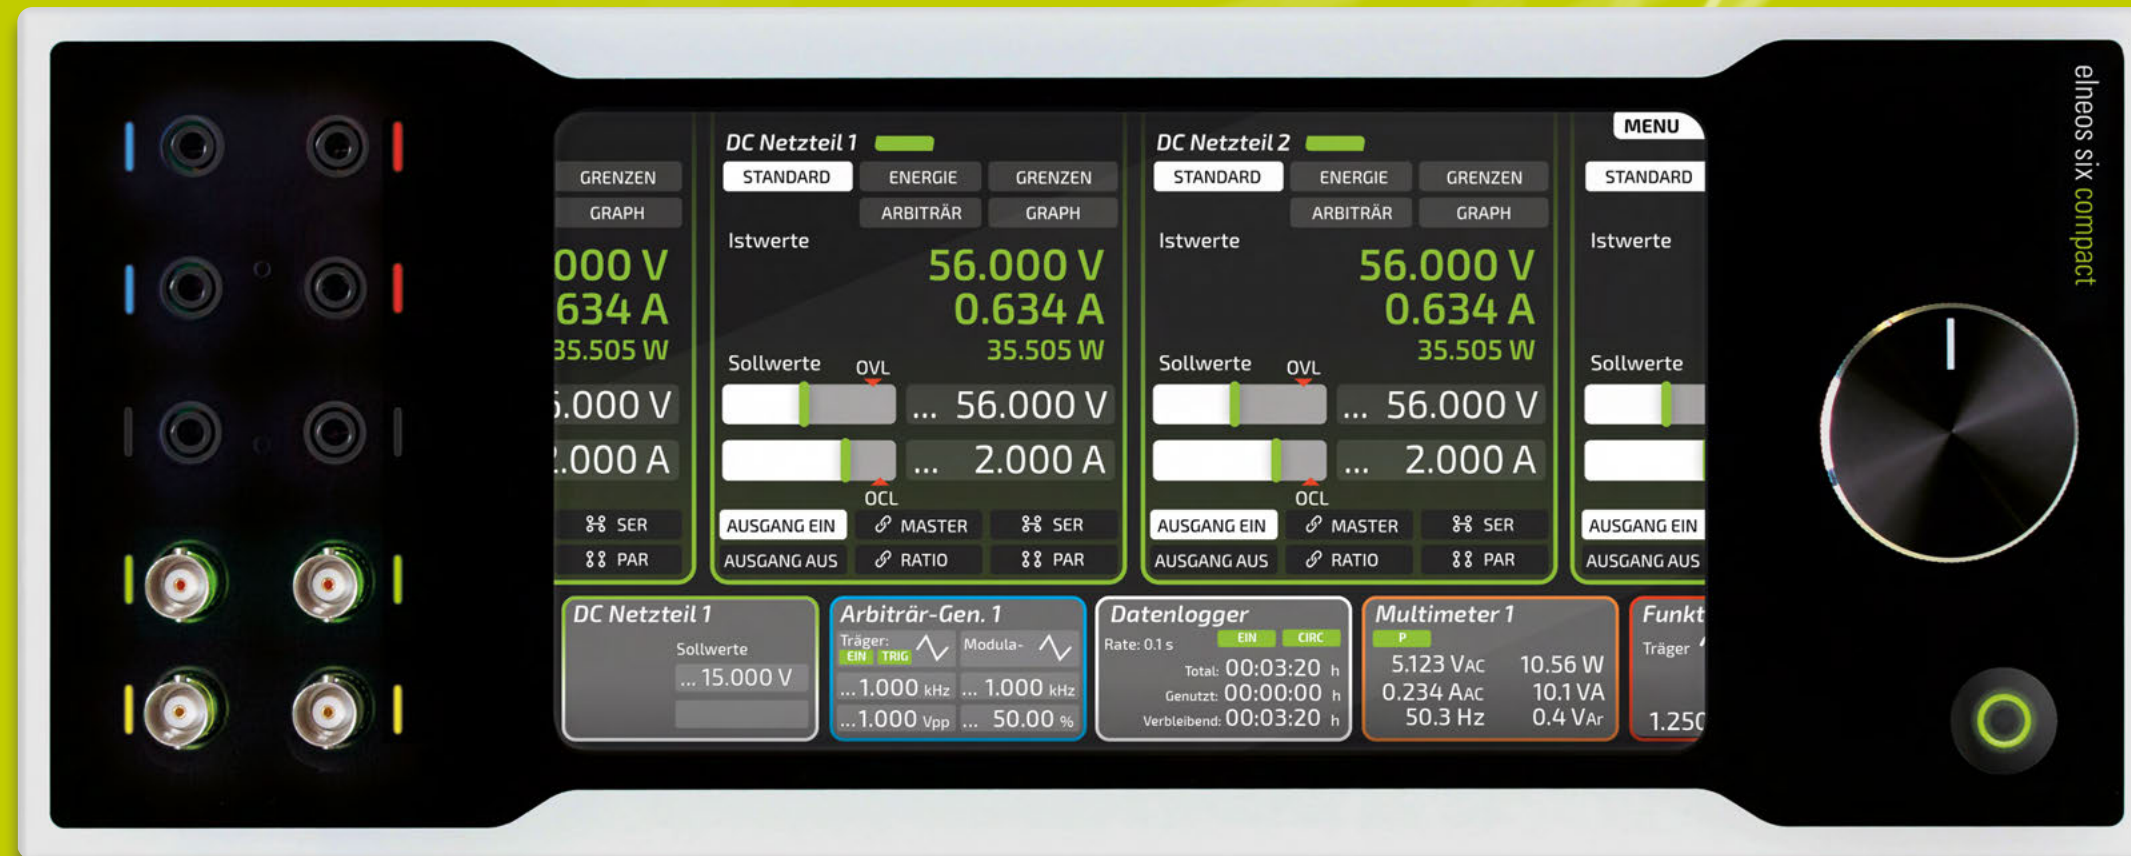 elneos six compact
MENU
GRENZEN
GRAPH
000 V
634 A
35.505 W
.000 V
.000 A
SER
PAR
DC Netzteil 1
STANDARD ENERGIE GRENZEN
ARBITRÄR GRAPH
Istwerte
56.000 V
0.634 A
35.505 W
Sollwerte OVL
... 56.000 V
... 2.000 A
OCL
AUSGANG EIN MASTER SER
AUSGANG AUS RATIO PAR
DC Netzteil 2
STANDARD ENERGIE GRENZEN
ARBITRÄR GRAPH
Istwerte
56.000 V
0.634 A
35.505 W
Sollwerte OVL
... 56.000 V
... 2.000 A
OCL
AUSGANG EIN MASTER SER
AUSGANG AUS RATIO PAR
STANDARD
Istwerte
Sollwerte
AUSGANG EIN
AUSGANG AUS
DC Netzteil 1
Sollwerte
... 15.000 V
Arbiträr-Gen. 1
Träger: Modula-
EIN TRIG
...1.000 kHz ... 1.000 kHz
...1.000 Vpp ... 50.00 %
Datenlogger
Rate: 0.1 s EIN CIRC
Total: 00:03:20 h
Genutzt: 00:00:00 h
Verbleibend: 00:03:20 h
Multimeter 1
P
5.123 VAC 10.56 W
0.234 AAC 10.1 VA
50.3 Hz 0.4 VAr
Funkt
Träger
1.250